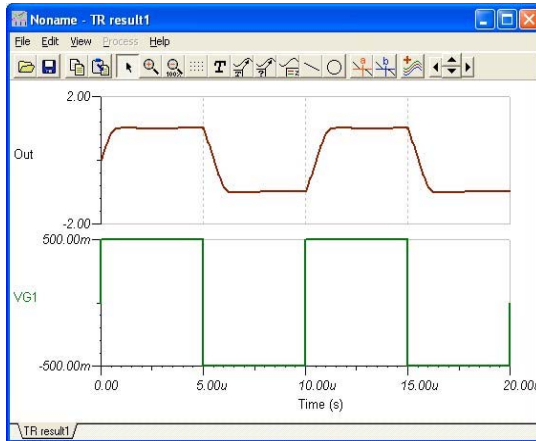 Noname - TR result1
File Edit View Process Help
100%
T
a
b
2.00
Out
-2.00
500.00m
VG1
-500.00m
0.00 5.00u 10.00u 15.00u 20.00u
Time (s)
TR result1